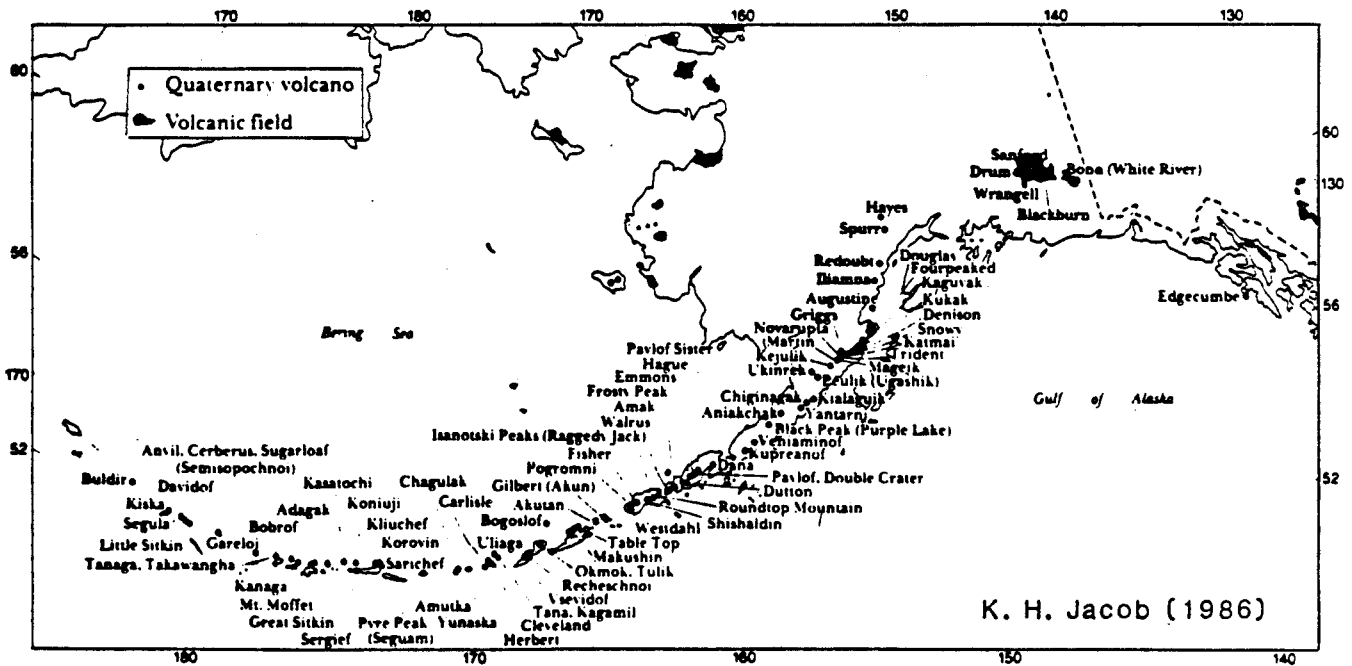 170 180 170 160 150 140 130
60
Quaternary volcano
Volcanic field
60
Sanford
Drum
Bona (White River)
130
Wrangell
Blackburn
Hayes
Spurr
56
Redoubt
Douglas
Fourpeaked
Iliamna
Kaguyak
Augustine
Kukak
Edgecumbe
56
Griggs
Denison
Bering Sea
Novarupta
Snowy
Martin
Katmai
Pavlof Sister
Kejulik
Trident
Hague
Mageik
170
Ukinrek
Peulik (Ugashik)
Emmons
Frosty Peak
Chiginagak
Kialagvik
Gulf of Alaska
Amak
Aniakchak
Yantarni
Walrus
Black Peak (Purple Lake)
Isanotski Peaks (Raggedy Jack)
Veniaminof
52
Anvil, Cerberus, Sugarloaf
Fisher
Kupreanof
(Semisopochnoi)
Pogromni
Dana
Buldir
Davidof
Kasatochi
Chagulak
Gilbert (Akun)
Pavlof, Double Crater
52
Kiska
Adagak
Koniuji
Carlisle
Akutan
Dutton
Segula
Bobrof
Kliuchef
Bogoslof
Westdahl
Roundtop Mountain
Shishaldin
Little Sitkin
Gareloi
Korovin
Uliaga
Table Top
Tanaga, Takawangha
Sarichef
Makushin
Okmok, Tulik
Kanaga
Recheschnoi
Mt. Moffet
Amutka
Vsevidof
Great Sitkin
Pyre Peak
Yunaska
Tana, Kagamil
Cleveland
Sergief
(Seguam)
Herbert
K. H. Jacob (1986)
180 170 160 150 140